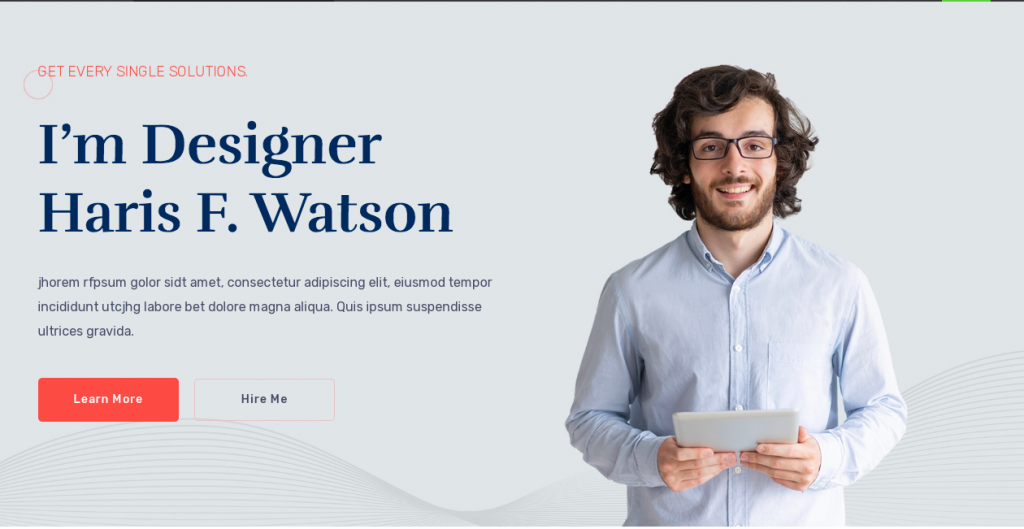 GET EVERY SINGLE SOLUTIONS.
I’m Designer
Haris F. Watson
jhorem rfpsum golor sidt amet, consectetur adipiscing elit, eiusmod tempor
incididunt utcjhg labore bet dolore magna aliqua. Quis ipsum suspendisse
ultrices gravida.
Learn More
Hire Me